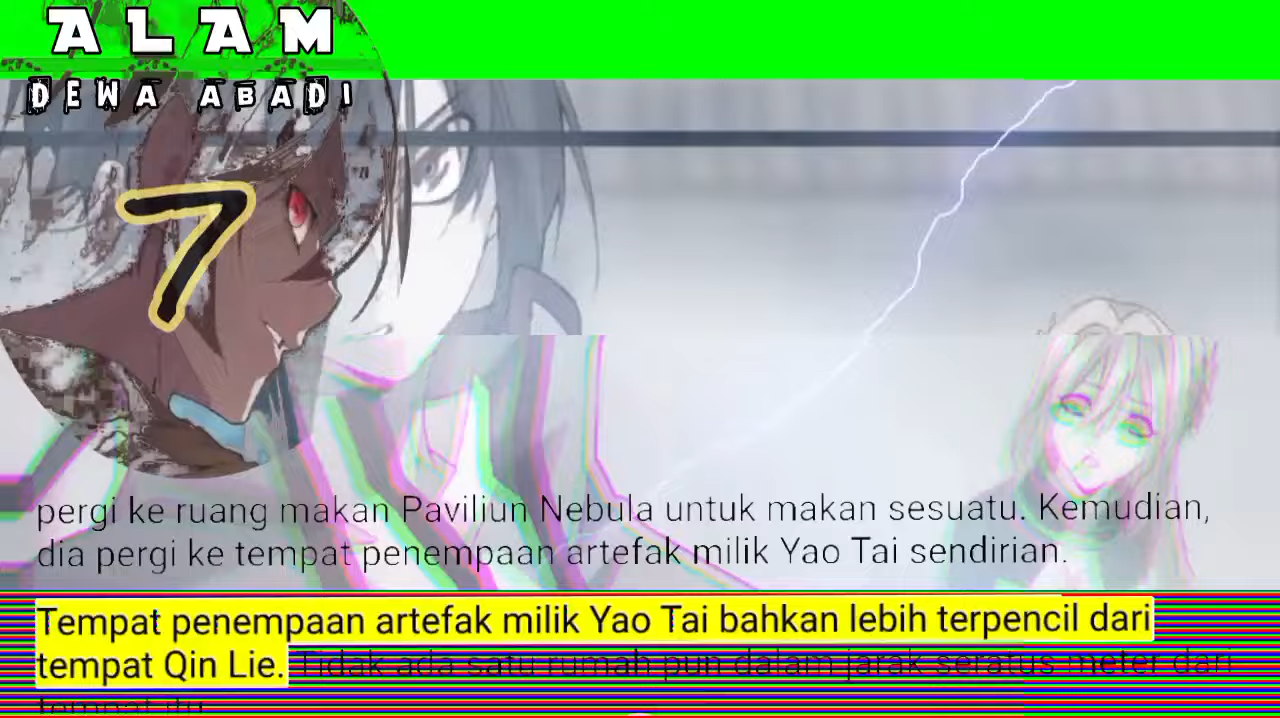 ALAM
DEWA ABADI
7
pergi ke ruang makan Paviliun Nebula untuk makan sesuatu. Kemudian,
dia pergi ke tempat penempaan artefak milik Yao Tai sendirian.
Tempat penempaan artefak milik Yao Tai bahkan lebih terpencil dari
tempat Qin Lie. Tidak ada satu rumah pun dalam jarak seratus meter dari
tempat itu.